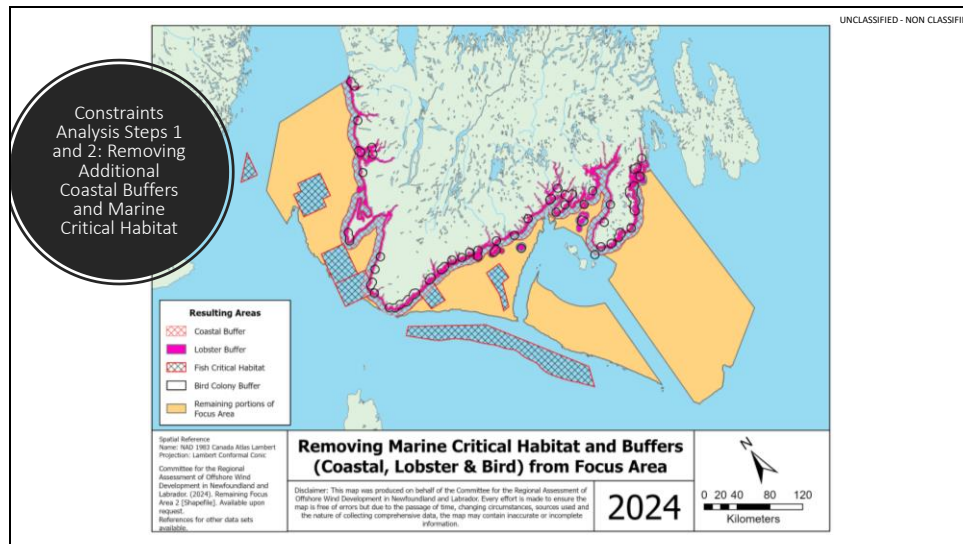 UNCLASSIFIED - NON CLASSIFIÉ
Constraints
Analysis Steps 1
and 2: Removing
Additional
Coastal Buffers
and Marine
Critical Habitat
Resulting Areas
Coastal Buffer
Lobster Buffer
Fish Critical Habitat
Bird Colony Buffer
Remaining portions of
Focus Area
Spatial Reference
Name: NAD 1983 Canada Atlas Lambert
Projection: Lambert Conformal Conic
Committee for the Regional
Assessment of Offshore Wind
Development in Newfoundland and
Labrador. (2024). Remaining Focus
Area 2 [Shapefile]. Available upon
request.
References for other data sets
available.
Removing Marine Critical Habitat and Buffers
(Coastal, Lobster & Bird) from Focus Area
Disclaimer: This map was produced on behalf of the Committee for the Regional Assessment of
Offshore Wind Development in Newfoundland and Labrador. Every effort is made to ensure the
map is free of errors but due to the passage of time, changing circumstances, sources used and
the nature of collecting comprehensive data, the map may contain inaccurate or incomplete
information.
2024
N
0 20 40 80 120
Kilometers